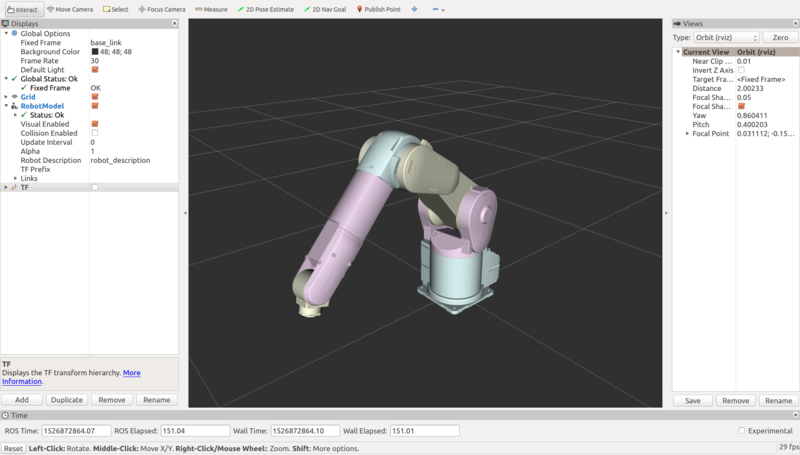 Interact Move Camera Select Focus Camera Measure 2D Pose Estimate 2D Nav Goal Publish Point
Displays
Global Options
Fixed Frame base_link
Background Color 48; 48; 48
Frame Rate 30
Default Light
Global Status: Ok
Fixed Frame OK
Grid
RobotModel
Status: Ok
Visual Enabled
Collision Enabled
Update Interval 0
Alpha 1
Robot Description robot_description
TF Prefix
Links
TF
TF
Displays the TF transform hierarchy. More
Information.
Add Duplicate Remove Rename
Views
Type: Orbit (rviz) Zero
Current View Orbit (rviz)
Near Clip ... 0.01
Invert Z Axis
Target Fra... <Fixed Frame>
Distance 2.00233
Focal Sha... 0.05
Focal Sha...
Yaw 0.860411
Pitch 0.400203
Focal Point 0.031112; -0.15...
Save Remove Rename
Time
ROS Time: 1526872864.07 ROS Elapsed: 151.04 Wall Time: 1526872864.10 Wall Elapsed: 151.01 Experimental
Reset Left-Click: Rotate. Middle-Click: Move X/Y. Right-Click/Mouse Wheel:: Zoom. Shift: More options. 29 fps